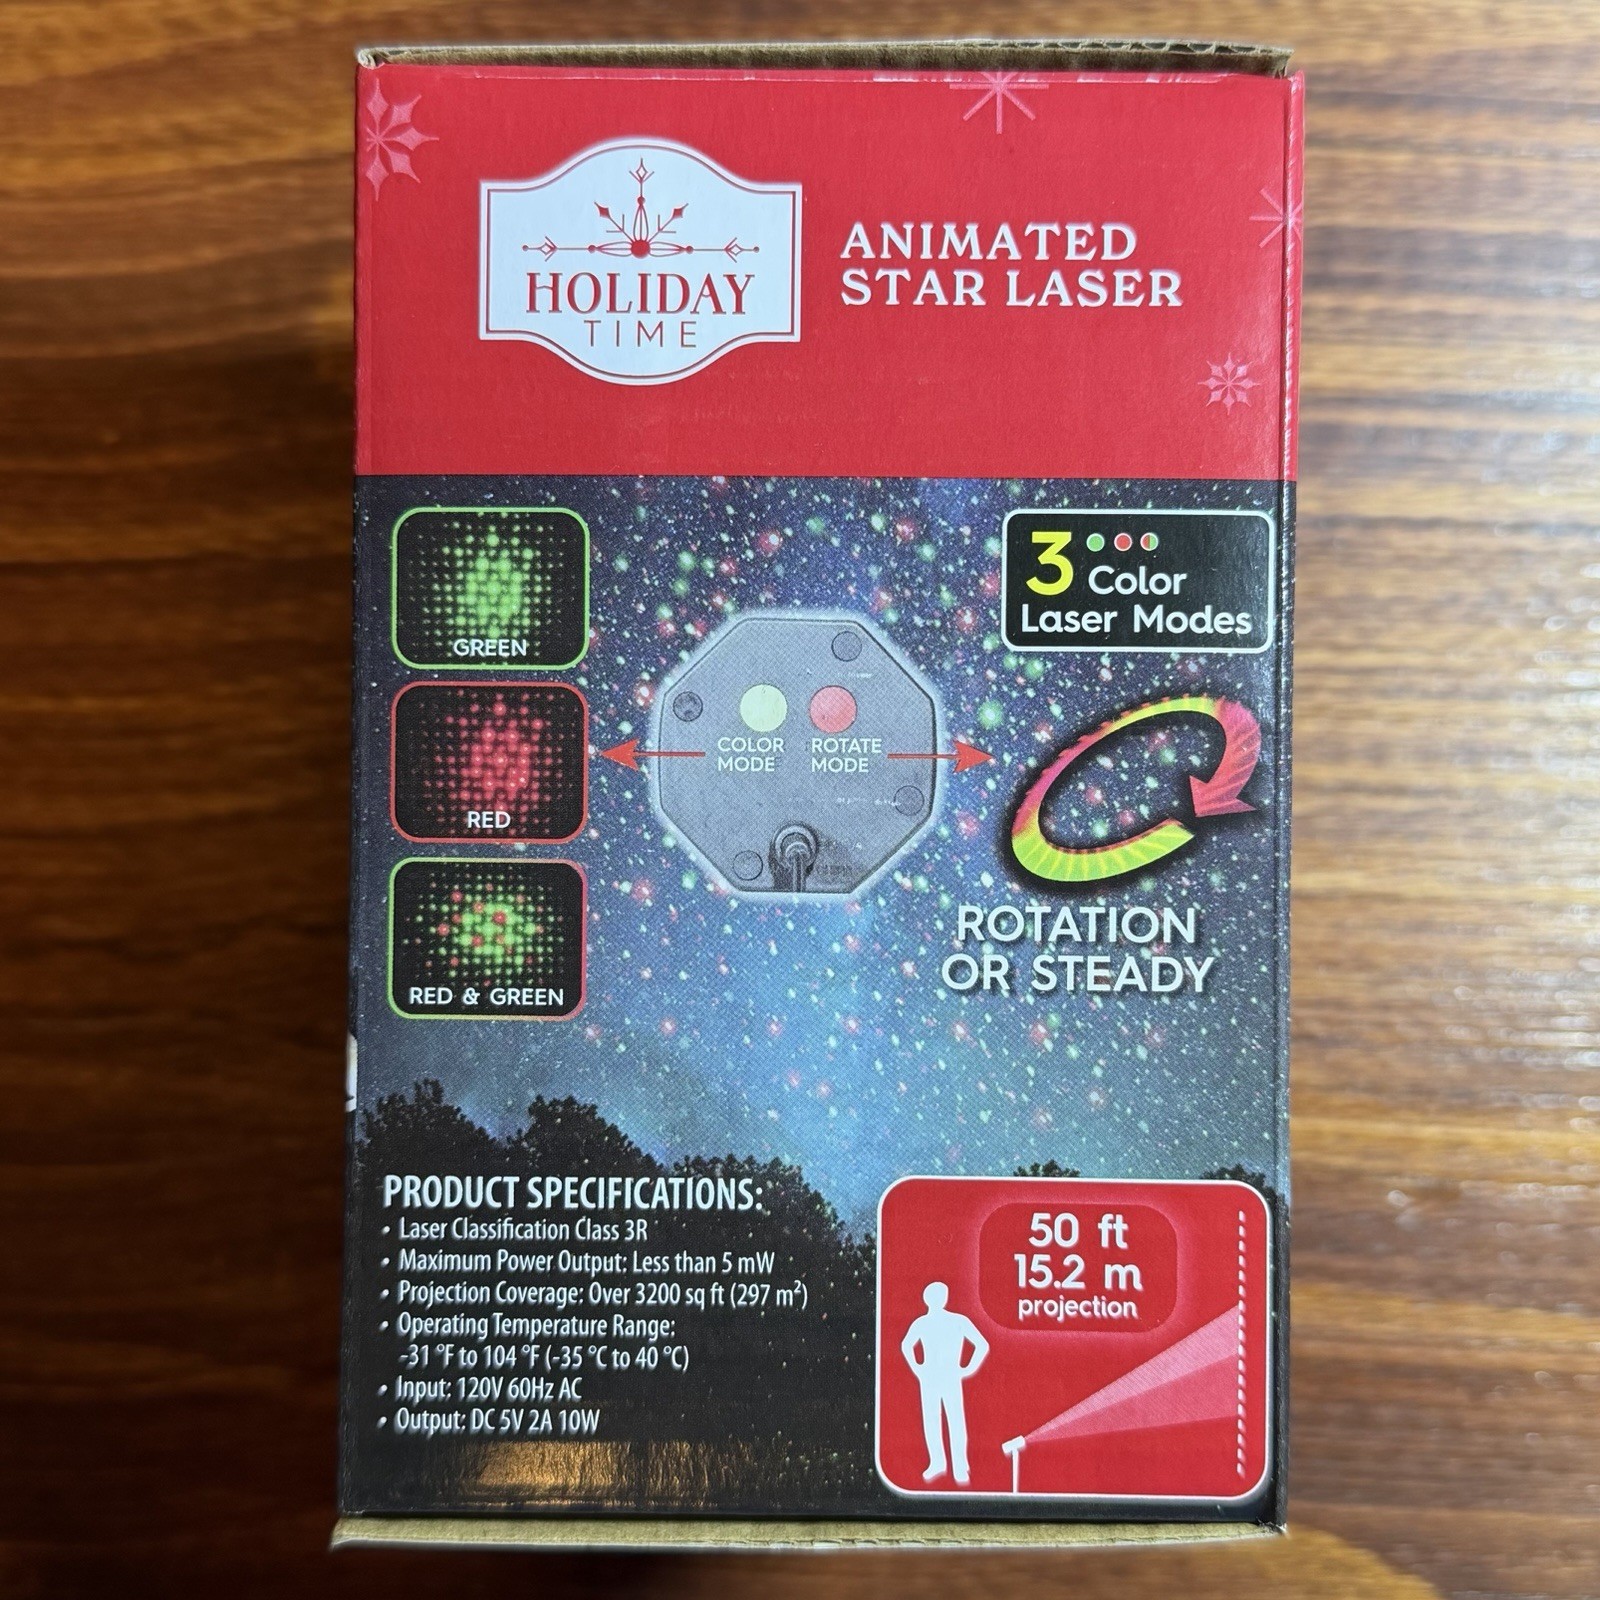 HOLIDAY
TIME
ANIMATED
STAR LASER
GREEN
RED
RED & GREEN
COLOR
MODE
ROTATE
MODE
3
Color
Laser Modes
ROTATION
OR STEADY
PRODUCT SPECIFICATIONS:
• Laser Classification Class 3R
• Maximum Power Output: Less than 5 mW
• Projection Coverage: Over 3200 sq ft (297 m²)
• Operating Temperature Range:
-31 °F to 104 °F (-35 °C to 40 °C)
• Input: 120V 60Hz AC
• Output: DC 5V 2A 10W
50 ft
15.2 m
projection